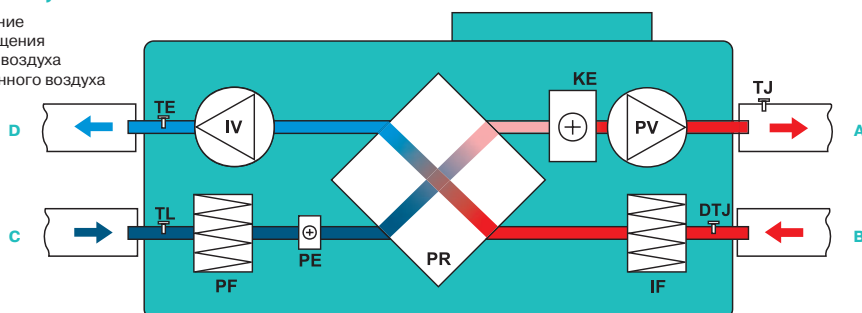 ние
щения
воздуха
нного воздуха
KE
TJ
TE
D
IV
PV
A
TL
DTJ
C
B
PE
PR
PF
IF